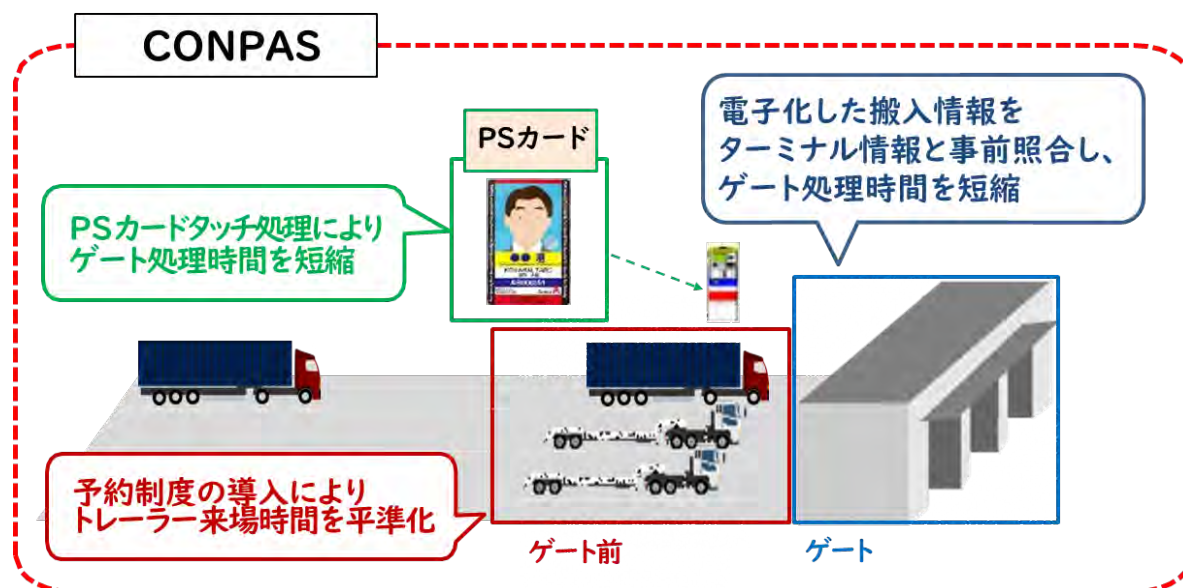 CONPAS
PSカード
電子化した搬入情報を
ターミナル情報と事前照合し、
ゲート処理時間を短縮
PSカードタッチ処理により
ゲート処理時間を短縮
予約制度の導入により
トレーラー来場時間を平準化
ゲート前
ゲート